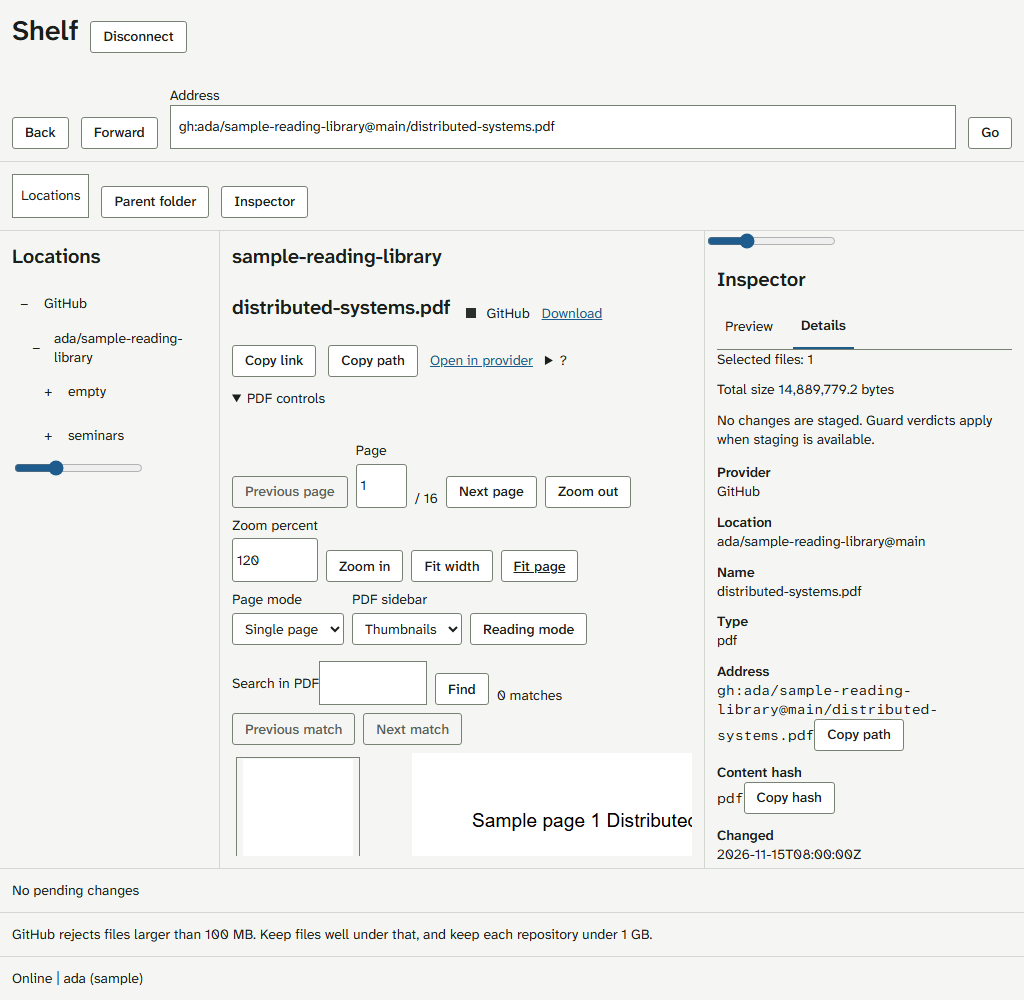 Shelf
Disconnect
Address
Back
Forward
gh:ada/sample-reading-library@main/distributed-systems.pdf
Go
Locations
Parent folder
Inspector
Locations
– GitHub
– ada/sample-reading-
library
+ empty
+ seminars
sample-reading-library
distributed-systems.pdf
GitHub
Download
Copy link
Copy path
Open in provider
▶ ?
▼ PDF controls
Page
Previous page
1
/ 16
Next page
Zoom out
Zoom percent
120
Zoom in
Fit width
Fit page
Page mode
PDF sidebar
Single page
Thumbnails
Reading mode
Search in PDF
Find
0 matches
Previous match
Next match
Sample page 1 Distributed
Inspector
Preview
Details
Selected files: 1
Total size 14,889,779.2 bytes
No changes are staged. Guard verdicts apply
when staging is available.
Provider
GitHub
Location
ada/sample-reading-library@main
Name
distributed-systems.pdf
Type
pdf
Address
gh:ada/sample-reading-
library@main/distributed-
systems.pdf
Copy path
Content hash
pdf
Copy hash
Changed
2026-11-15T08:00:00Z
No pending changes
GitHub rejects files larger than 100 MB. Keep files well under that, and keep each repository under 1 GB.
Online | ada (sample)